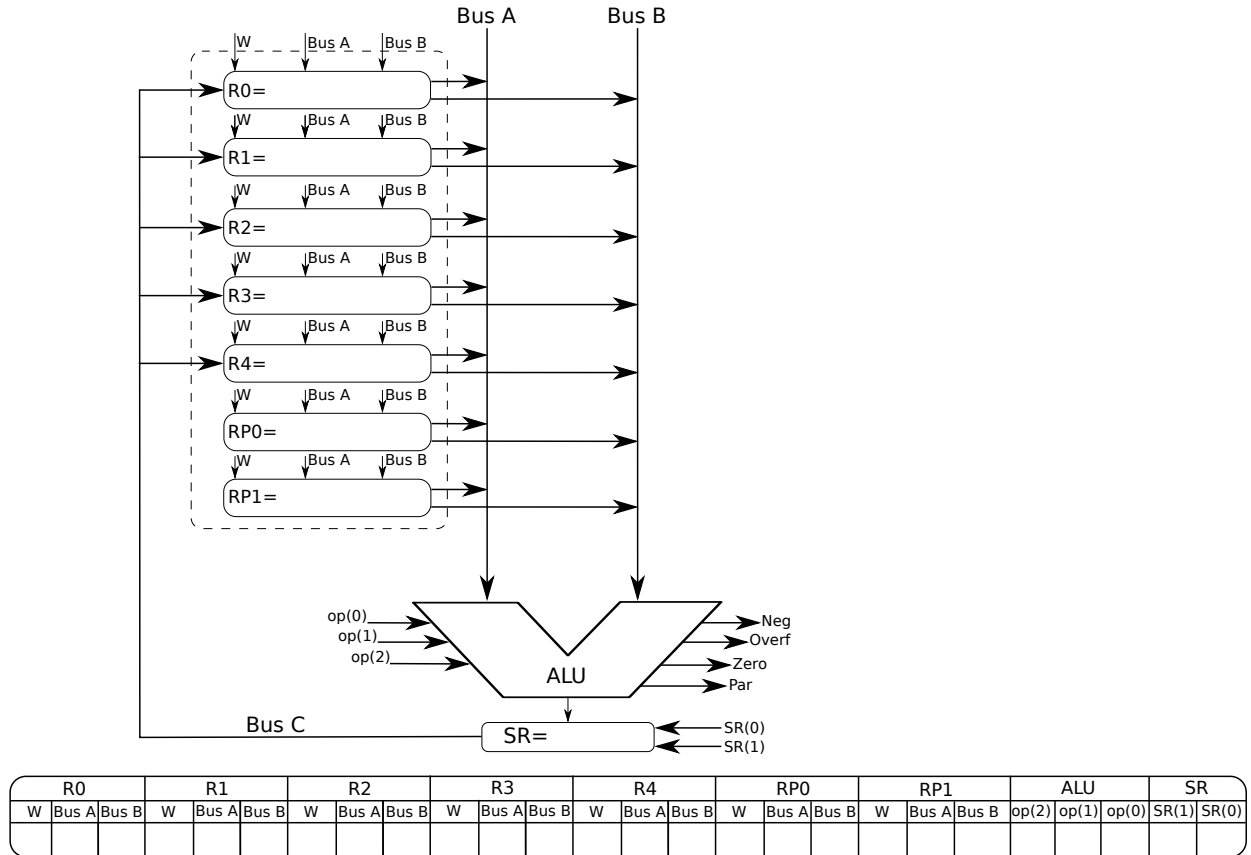 Bus A Bus B
W Bus A Bus B
R0=
W Bus A Bus B
R1=
W Bus A Bus B
R2=
W Bus A Bus B
R3=
W Bus A Bus B
R4=
W Bus A Bus B
RP0=
W Bus A Bus B
RP1=
op(0)
op(1)
op(2)
ALU
Neg
Overf
Zero
Par
Bus C
SR=
SR(0)
SR(1)
R0 R1 R2 R3 R4 RP0 RP1 ALU SR
W Bus A Bus B W Bus A Bus B W Bus A Bus B W Bus A Bus B W Bus A Bus B W Bus A Bus B W Bus A Bus B op(2) op(1) op(0) SR(1) SR(0)